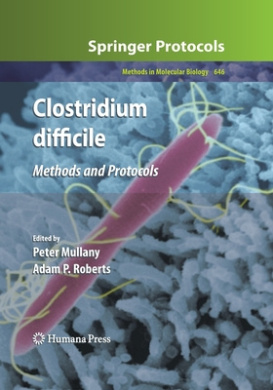 Springer Protocols
Methods in Molecular Biology 646
Clostridium
difficile
Methods and Protocols
Edited by
Peter Mullany
Adam P. Roberts
Humana Press